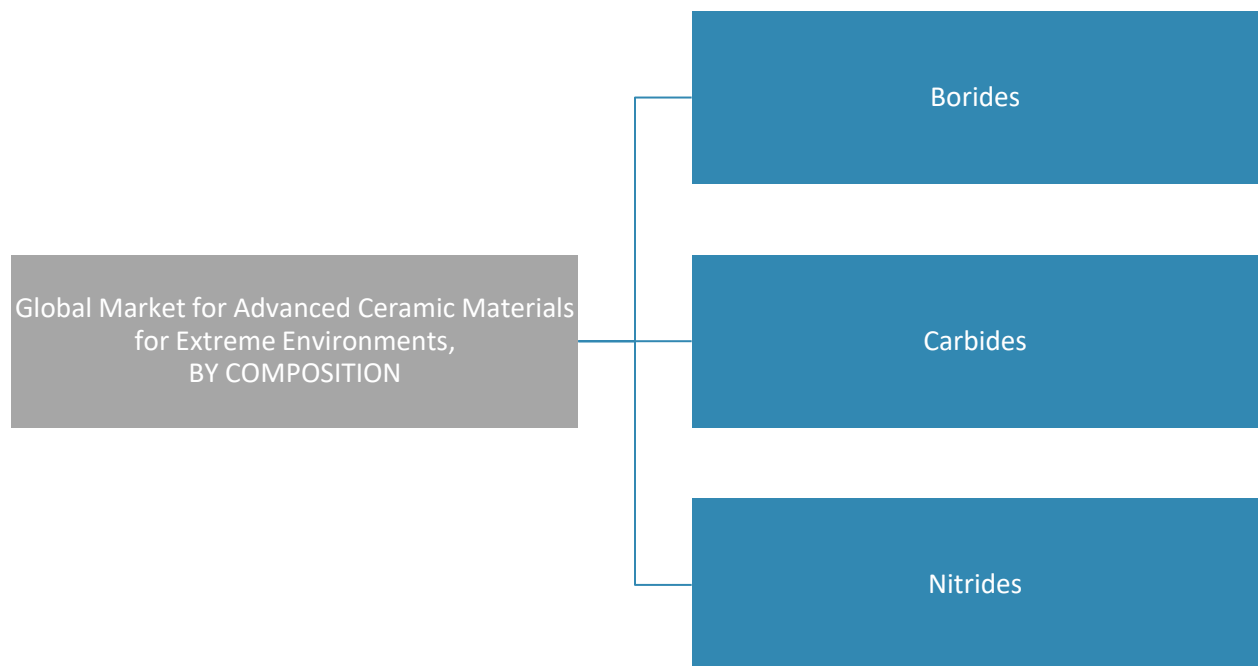 Borides
Global Market for Advanced Ceramic Materials
for Extreme Environments,
BY COMPOSITION
Carbides
Nitrides